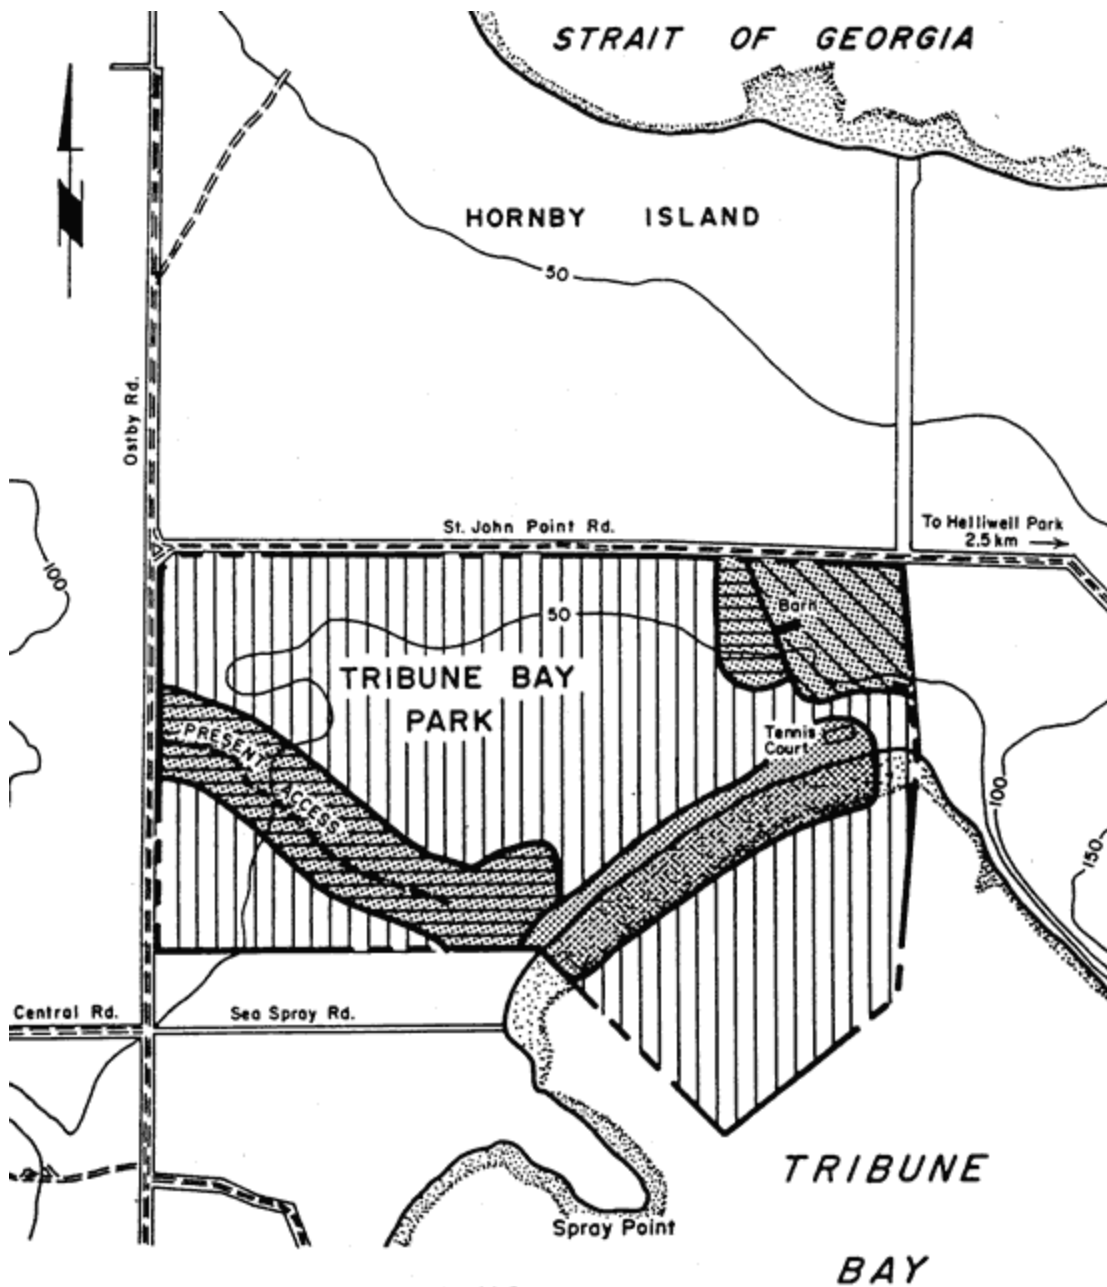 STRAIT OF GEORGIA
HORNBY ISLAND
50
Ostby Rd.
St. John Point Rd.
To Helliwell Park
2.5 km
100
Barn
50
TRIBUNE BAY
PARK
Tennis
Court
PRESENT ACCESS
100
150
Central Rd.
Sea Spray Rd.
TRIBUNE
BAY
Spray Point